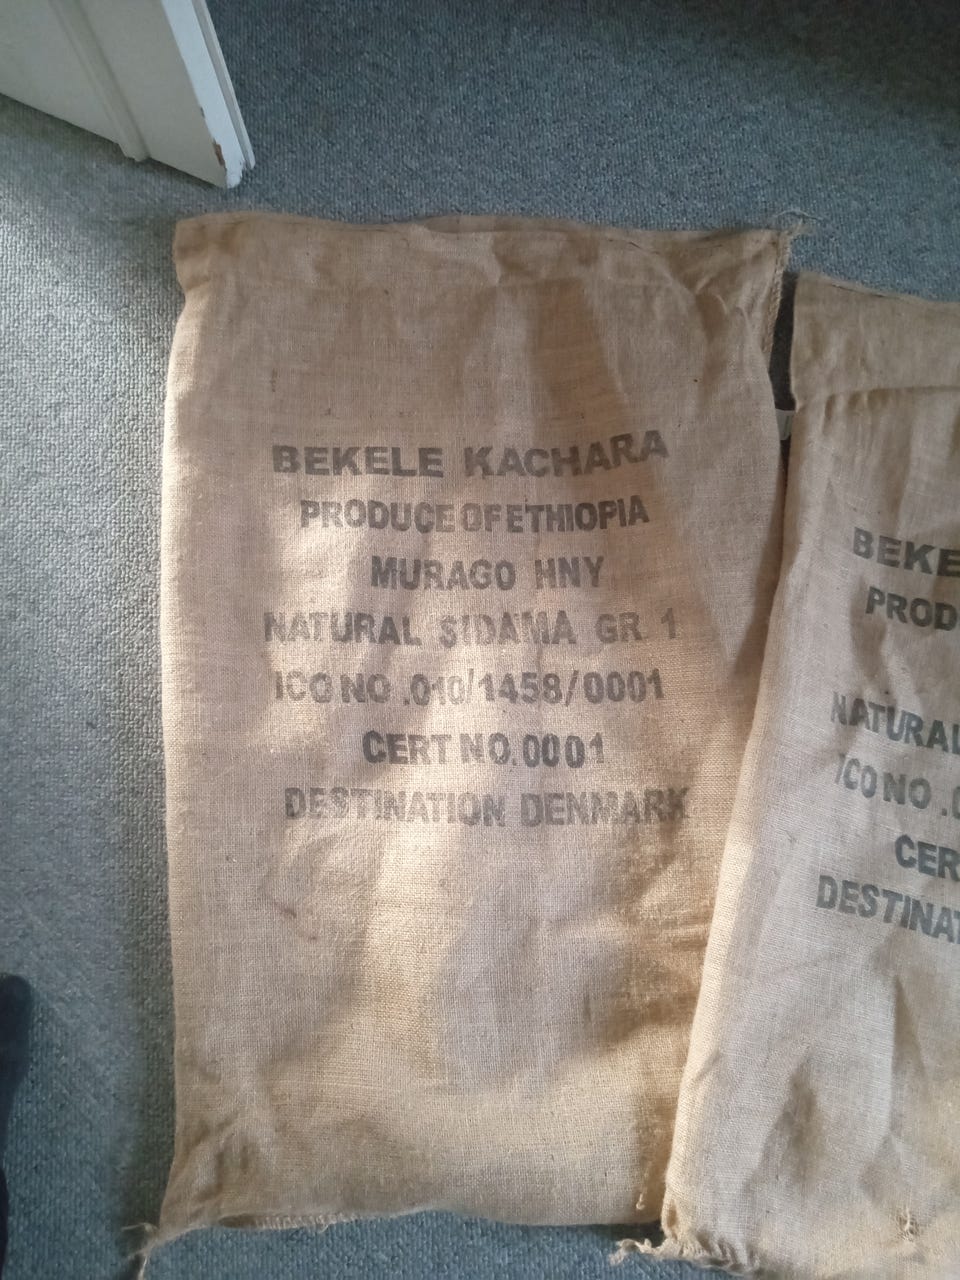 BEKELE KACHARA
PRODUCE OF ETHIOPIA
MURAGO HNY
NATURAL SIDAMA GR. 1
ICO NO .010/1458/0001
CERT NO.0001
DESTINATION DENMARK
BEKE
PROD
NATURAL
ICO NO .0
CER
DESTINAT